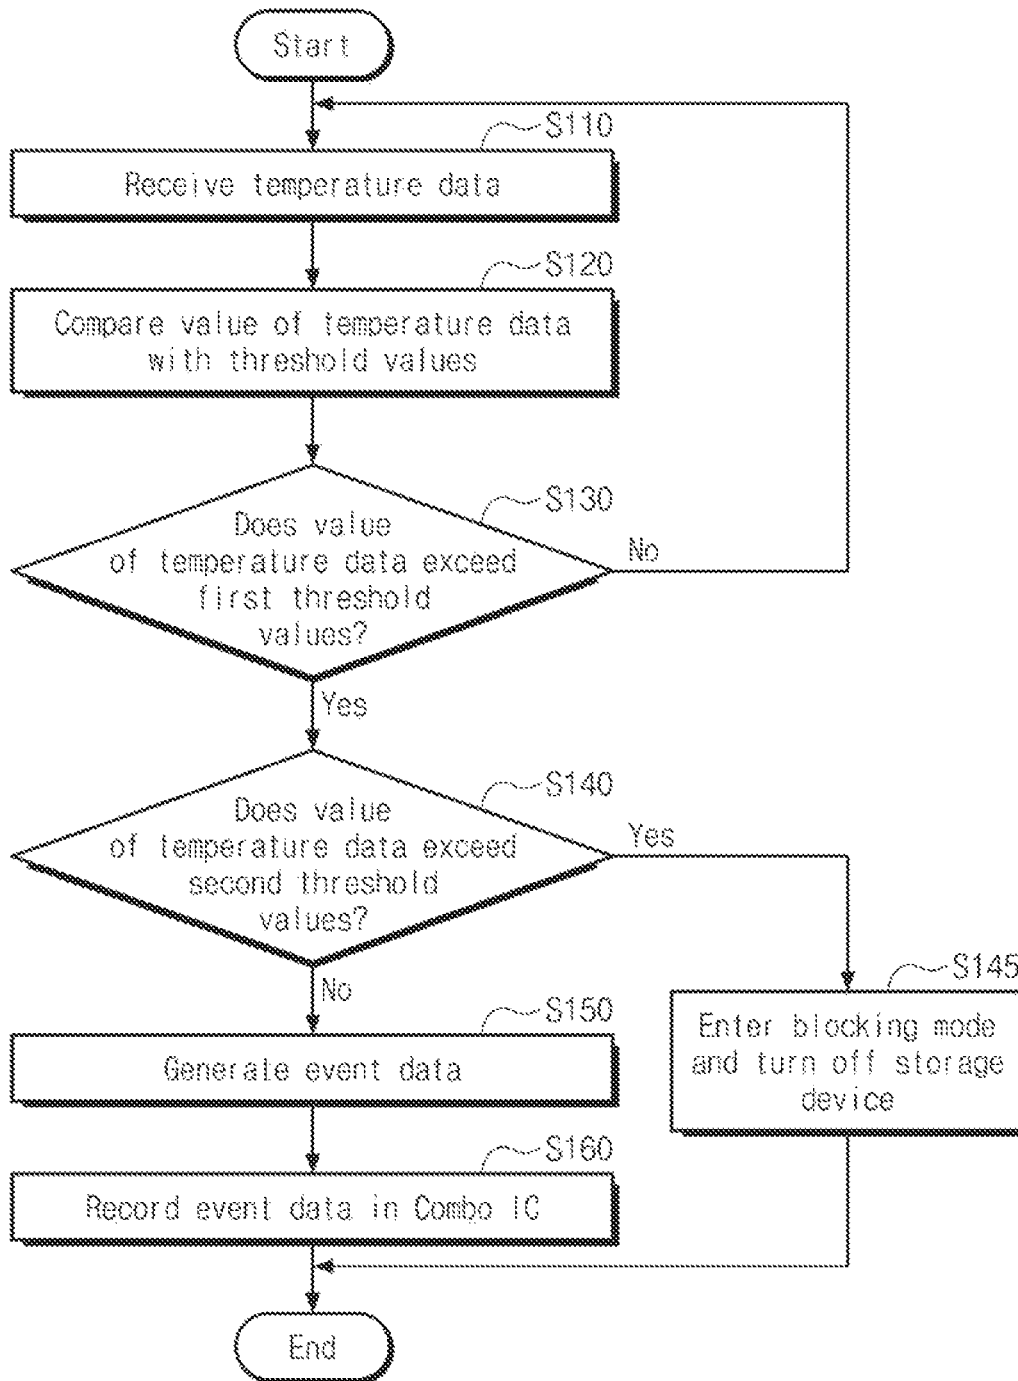 Start
S110
Receive temperature data
S120
Compare value of temperature data
with threshold values
S130
Does value
of temperature data exceed
first threshold
values?
No
Yes
S140
Does value
of temperature data exceed
second threshold
values?
Yes
No
S145
Enter blocking mode
and turn off storage
device
S150
Generate event data
S160
Record event data in Combo IC
End